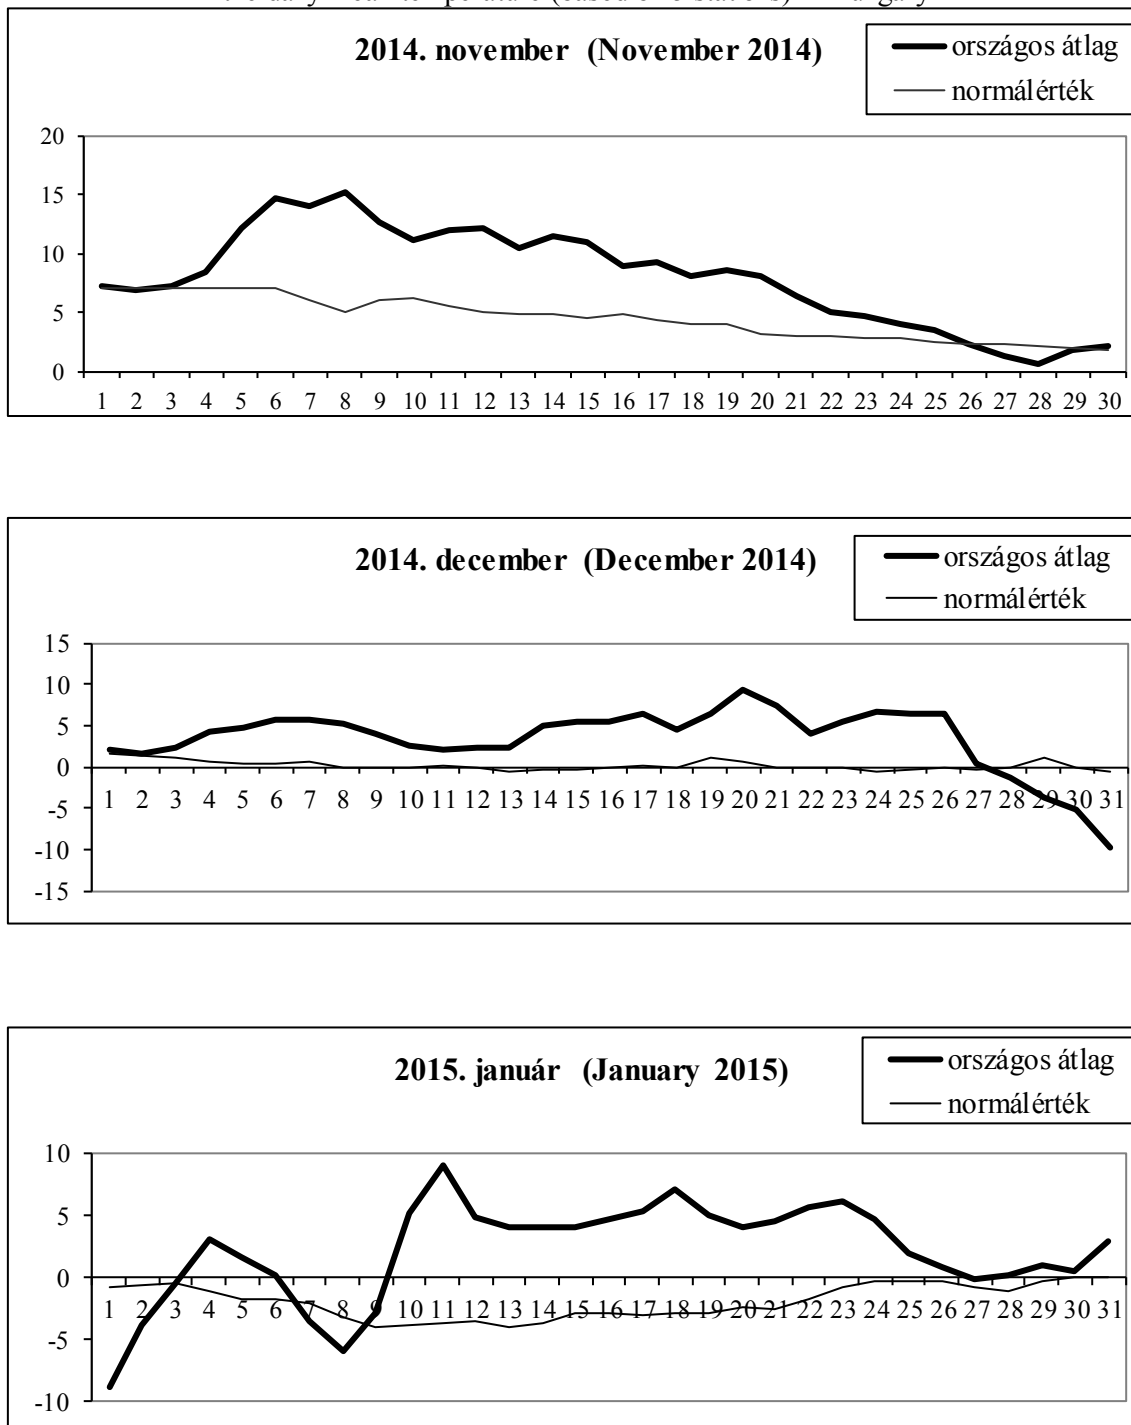 2014. november (November 2014)
országos átlag
normálérték
20
15
10
5
0
1 2 3 4 5 6 7 8 9 10 11 12 13 14 15 16 17 18 19 20 21 22 23 24 25 26 27 28 29 30
2014. december (December 2014)
országos átlag
normálérték
15
10
5
0
-5
-10
-15
1 2 3 4 5 6 7 8 9 10 11 12 13 14 15 16 17 18 19 20 21 22 23 24 25 26 27 28 29 30 31
2015. január (January 2015)
országos átlag
normálérték
10
5
0
-5
-10
1 2 3 4 5 6 7 8 9 10 11 12 13 14 15 16 17 18 19 20 21 22 23 24 25 26 27 28 29 30 31